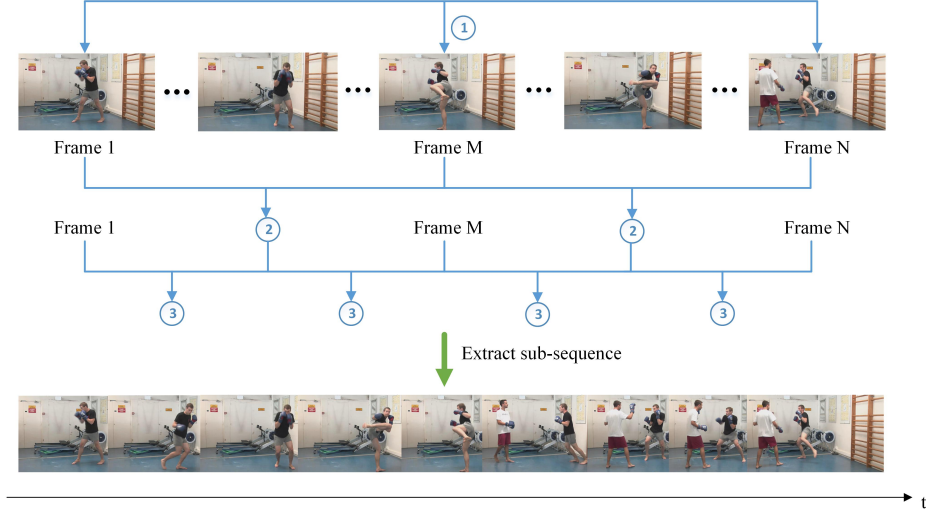 1
••• ••• ••• •••
Frame 1 Frame M Frame N
2 2
Frame 1 Frame M Frame N
3 3 3 3
Extract sub-sequence
t